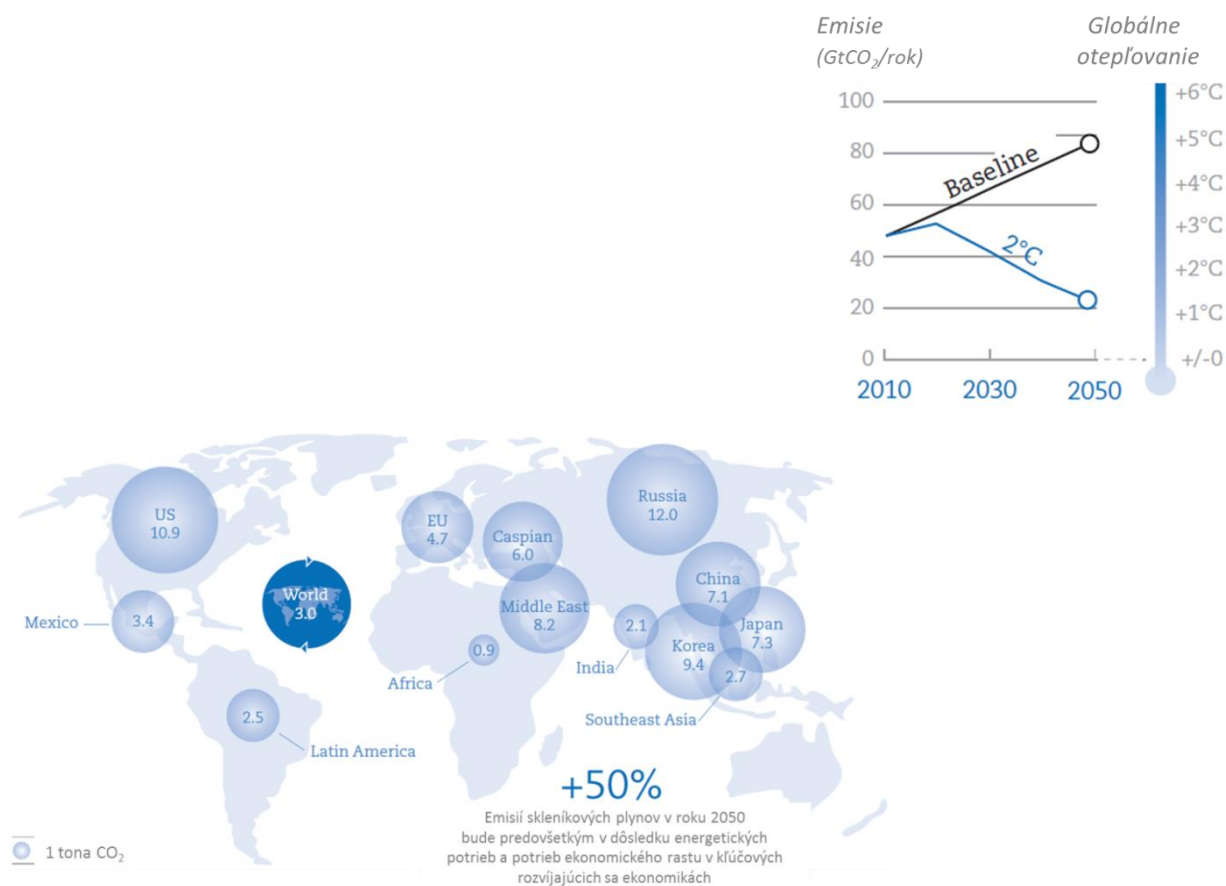 Emisie
(GtCO₂/rok)
Globálne
otepľovanie
100
80
60
40
20
0
Baseline
2°C
2010
2030
2050
+6°C
+5°C
+4°C
+3°C
+2°C
+1°C
+/-0
US
10.9
Mexico
3.4
World
3.0
Latin America
2.5
EU
4.7
Caspian
6.0
Middle East
8.2
Africa
0.9
Russia
12.0
China
7.1
India
2.1
Korea
9.4
Japan
7.3
Southeast Asia
2.7
+50%
Emisií skleníkových plynov v roku 2050
bude predovšetkým v dôsledku energetických
potrieb a potrieb ekonomického rastu v kľúčových
rozvíjajúcich sa ekonomikách
1 tona CO₂